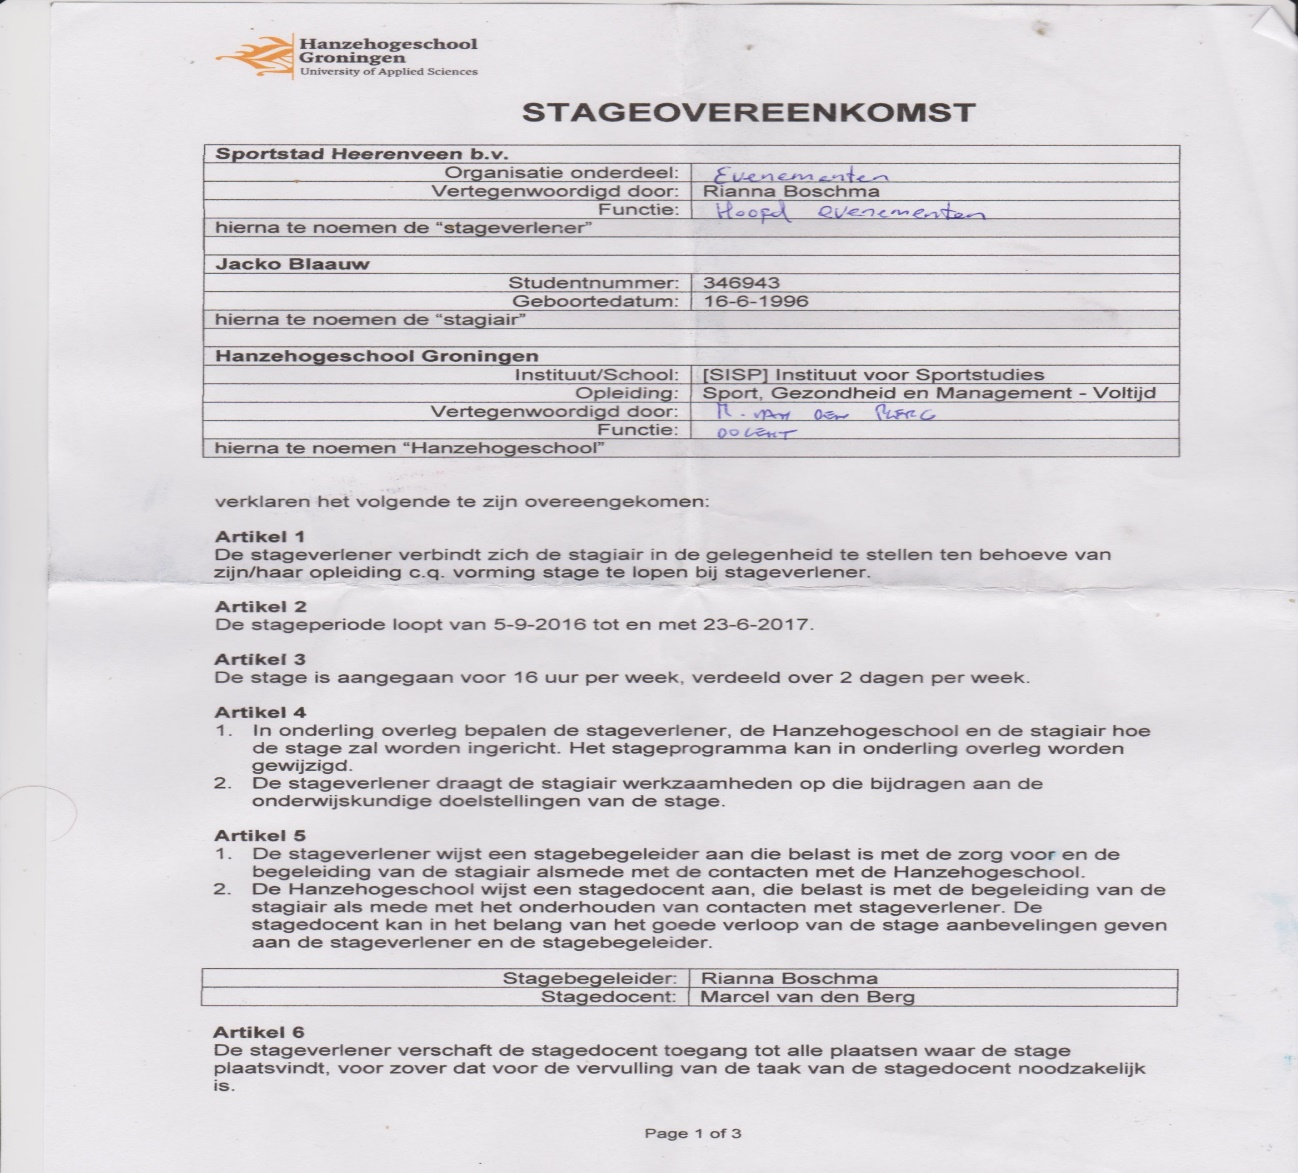 Hanzehogeschool
Groningen
University of Applied Sciences
STAGEOVEREENKOMST
Sportstad Heerenveen b.v.
Organisatie onderdeel: Evenementen
Vertegenwoordigd door: Rianna Boschma
Functie: Hoofd evenementen
hierna te noemen de “stageverlener”
Jacko Blaauw
Studentnummer: 346943
Geboortedatum: 16-6-1996
hierna te noemen de “stagiair”
Hanzehogeschool Groningen
Instituut/School: [SISP] Instituut voor Sportstudies
Opleiding: Sport, Gezondheid en Management - Voltijd
Vertegenwoordigd door: M. VAN DEN BERG
Functie: DOCENT
hierna te noemen “Hanzehogeschool”
verklaren het volgende te zijn overeengekomen:
Artikel 1
De stageverlener verbindt zich de stagiair in de gelegenheid te stellen ten behoeve van
zijn/haar opleiding c.q. vorming stage te lopen bij stageverlener.
Artikel 2
De stageperiode loopt van 5-9-2016 tot en met 23-6-2017.
Artikel 3
De stage is aangegaan voor 16 uur per week, verdeeld over 2 dagen per week.
Artikel 4
1. In onderling overleg bepalen de stageverlener, de Hanzehogeschool en de stagiair hoe
de stage zal worden ingericht. Het stageprogramma kan in onderling overleg worden
gewijzigd.
2. De stageverlener draagt de stagiair werkzaamheden op die bijdragen aan de
onderwijskundige doelstellingen van de stage.
Artikel 5
1. De stageverlener wijst een stagebegeleider aan die belast is met de zorg voor en de
begeleiding van de stagiair alsmede met de contacten met de Hanzehogeschool.
2. De Hanzehogeschool wijst een stagedocent aan, die belast is met de begeleiding van de
stagiair als mede met het onderhouden van contacten met stageverlener. De
stagedocent kan in het belang van het goede verloop van de stage aanbevelingen geven
aan de stageverlener en de stagebegeleider.
Stagebegeleider: Rianna Boschma
Stagedocent: Marcel van den Berg
Artikel 6
De stageverlener verschaft de stagedocent toegang tot alle plaatsen waar de stage
plaatsvindt, voor zover dat voor de vervulling van de taak van de stagedocent noodzakelijk
is.
Page 1 of 3